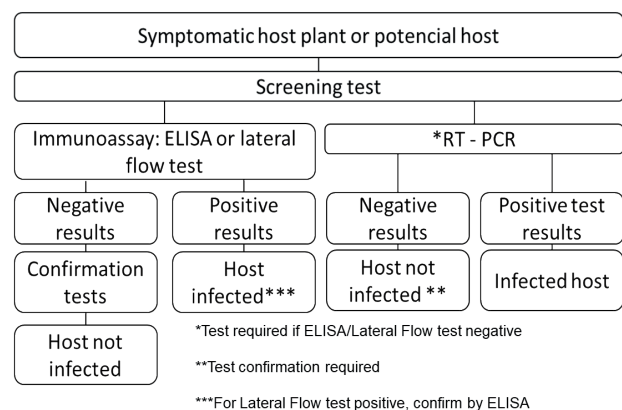 Symptomatic host plant or potencial host
Screening test
Immunoassay: ELISA or lateral
flow test
*RT - PCR
Negative
results
Positive
results
Negative
results
Positive test
results
Confirmation
tests
Host
infected***
Host not
infected **
Infected host
Host not
infected
*Test required if ELISA/Lateral Flow test negative
**Test confirmation required
***For Lateral Flow test positive, confirm by ELISA